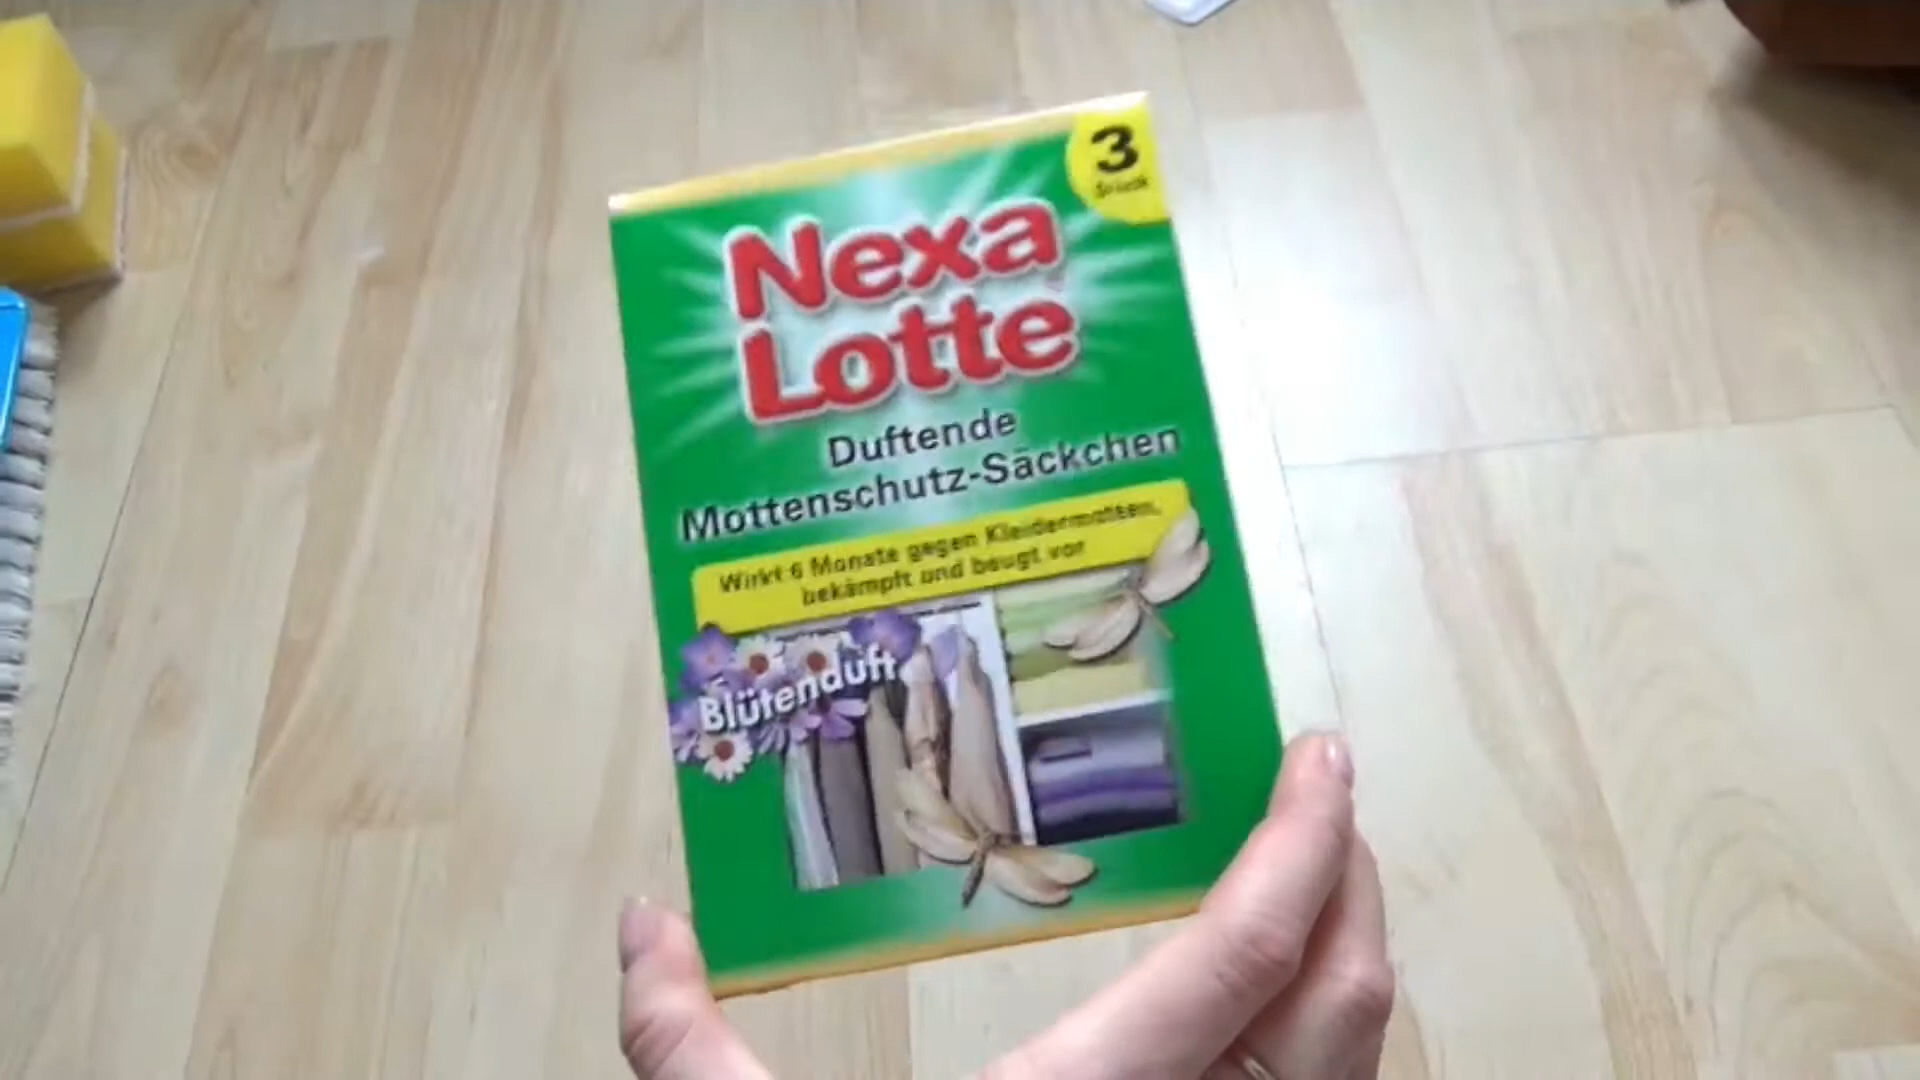 3
Stück
Nexa
Lotte
Duftende
Mottenschutz-Säckchen
Wirkt 6 Monate gegen Kleidermotten,
bekämpft und beugt vor
Blütenduft